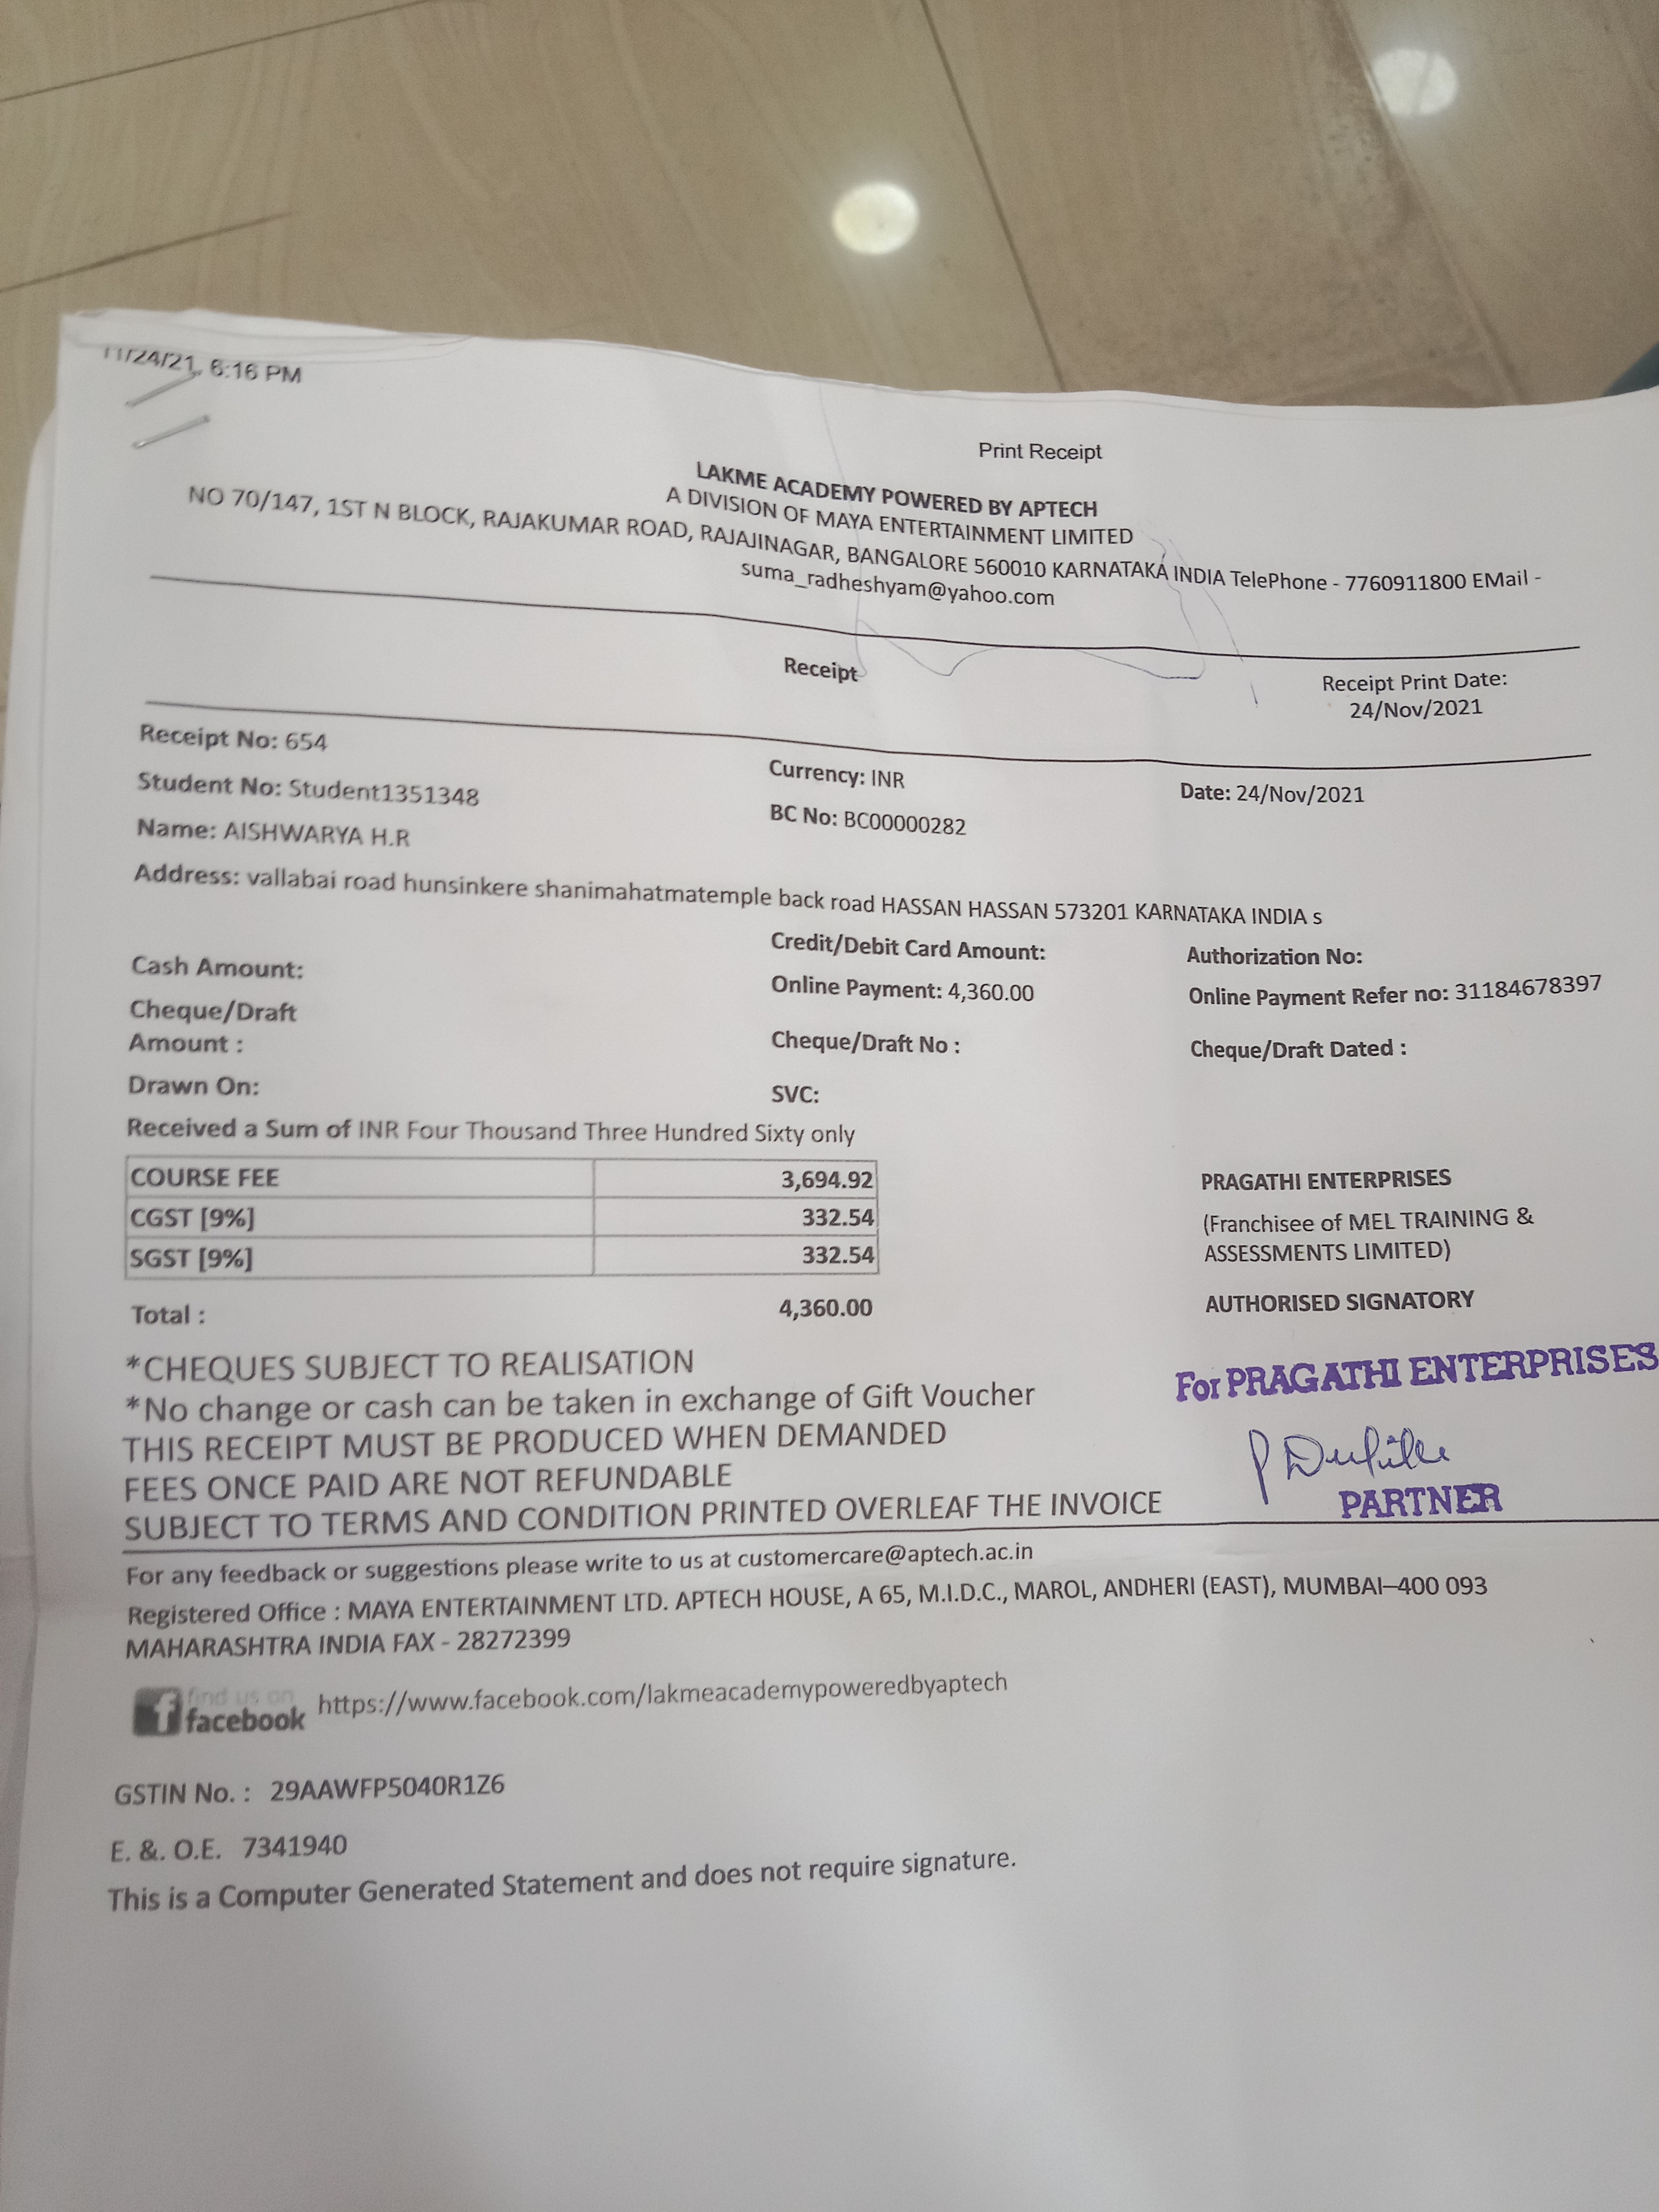 11/24/21, 6:16 PM
Print Receipt
LAKME ACADEMY POWERED BY APTECH
A DIVISION OF MAYA ENTERTAINMENT LIMITED
NO 70/147, 1ST N BLOCK, RAJAKUMAR ROAD, RAJAJINAGAR, BANGALORE 560010 KARNATAKA INDIA TelePhone - 7760911800 EMail -
suma_radheshyam@yahoo.com
Receipt
Receipt Print Date:
24/Nov/2021
Receipt No: 654
Currency: INR
Date: 24/Nov/2021
Student No: Student1351348
BC No: BC00000282
Name: AISHWARYA H.R
Address: vallabai road hunsinkere shanimahatmatemple back road HASSAN HASSAN 573201 KARNATAKA INDIA s
Cash Amount:
Credit/Debit Card Amount:
Authorization No:
Online Payment: 4,360.00
Online Payment Refer no: 31184678397
Cheque/Draft
Amount :
Cheque/Draft No :
Cheque/Draft Dated :
Drawn On:
SVC:
Received a Sum of INR Four Thousand Three Hundred Sixty only
COURSE FEE 3,694.92
CGST [9%] 332.54
SGST [9%] 332.54
Total : 4,360.00
PRAGATHI ENTERPRISES
(Franchisee of MEL TRAINING &
ASSESSMENTS LIMITED)
AUTHORISED SIGNATORY
For PRAGATHI ENTERPRISES
PARTNER
*CHEQUES SUBJECT TO REALISATION
*No change or cash can be taken in exchange of Gift Voucher
THIS RECEIPT MUST BE PRODUCED WHEN DEMANDED
FEES ONCE PAID ARE NOT REFUNDABLE
SUBJECT TO TERMS AND CONDITION PRINTED OVERLEAF THE INVOICE
For any feedback or suggestions please write to us at customercare@aptech.ac.in
Registered Office : MAYA ENTERTAINMENT LTD. APTECH HOUSE, A 65, M.I.D.C., MAROL, ANDHERI (EAST), MUMBAI–400 093
MAHARASHTRA INDIA FAX - 28272399
find us on
facebook
https://www.facebook.com/lakmeacademypoweredbyaptech
GSTIN No. : 29AAWFP5040R1Z6
E. &. O.E. 7341940
This is a Computer Generated Statement and does not require signature.